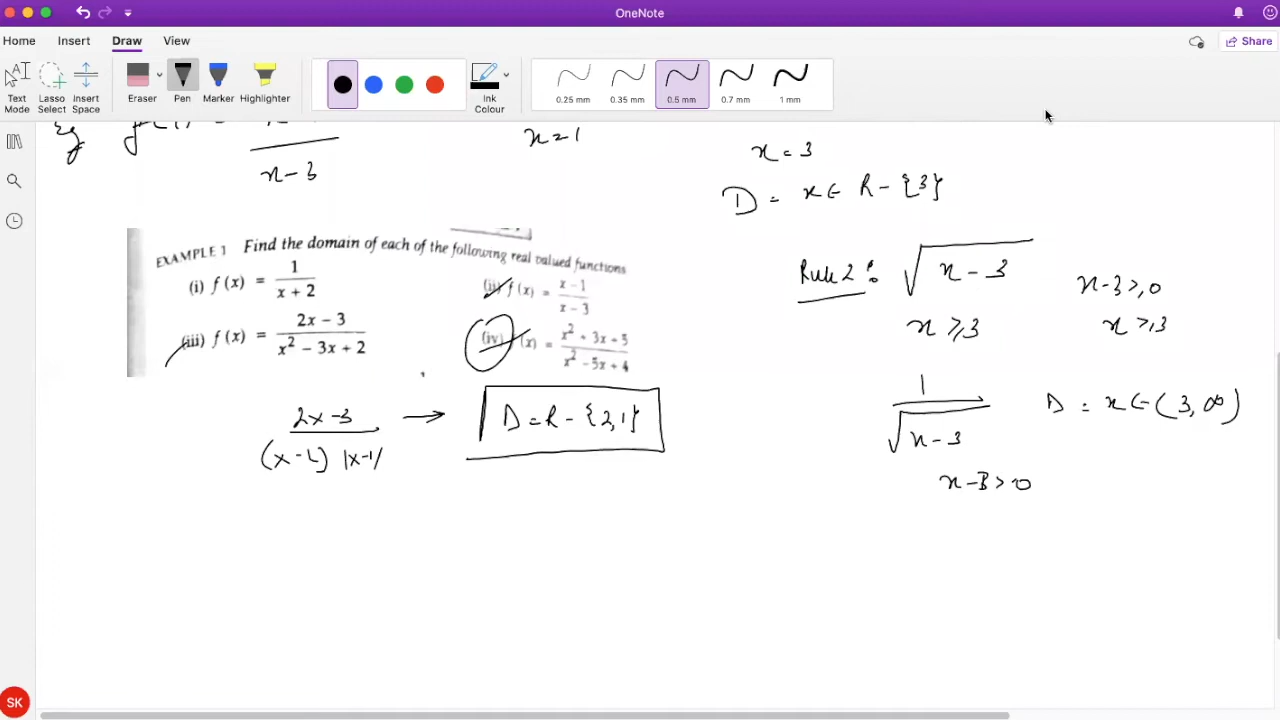 OneNote
Home Insert Draw View
Share
Text Mode
Lasso Select
Insert Space
Eraser
Pen
Marker
Highlighter
Ink Colour
0.25 mm
0.35 mm
0.5 mm
0.7 mm
1 mm
Eg
x = 1
x - 3
x = 3
D = x ∈ R - {3}
EXAMPLE 1 Find the domain of each of the following real valued functions
(i) f (x) = 1 / x + 2
(ii) f (x) = x - 1 / x - 3
(iii) f (x) = 2x - 3 / x² - 3x + 2
(iv) f (x) = x² + 3x + 5 / x² - 5x + 4
2x - 3 → D = R - {2,1}
Rule 2 : √x - 3
x - 3 ≥ 0
x ≥ 3
x ≥ 3
1 / √x - 3
D = x ∈ (3, ∞)
x - 3 > 0
SK